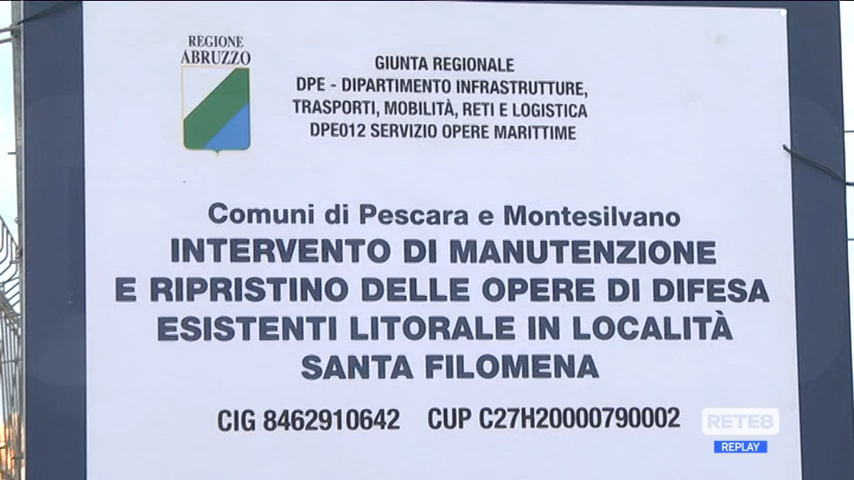 REGIONE
ABRUZZO
GIUNTA REGIONALE
DPE - DIPARTIMENTO INFRASTRUTTURE,
TRASPORTI, MOBILITÀ, RETI E LOGISTICA
DPE012 SERVIZIO OPERE MARITTIME
Comuni di Pescara e Montesilvano
INTERVENTO DI MANUTENZIONE
E RIPRISTINO DELLE OPERE DI DIFESA
ESISTENTI LITORALE IN LOCALITÀ
SANTA FILOMENA
CIG 8462910642 CUP C27H20000790002
RETE8
REPLAY